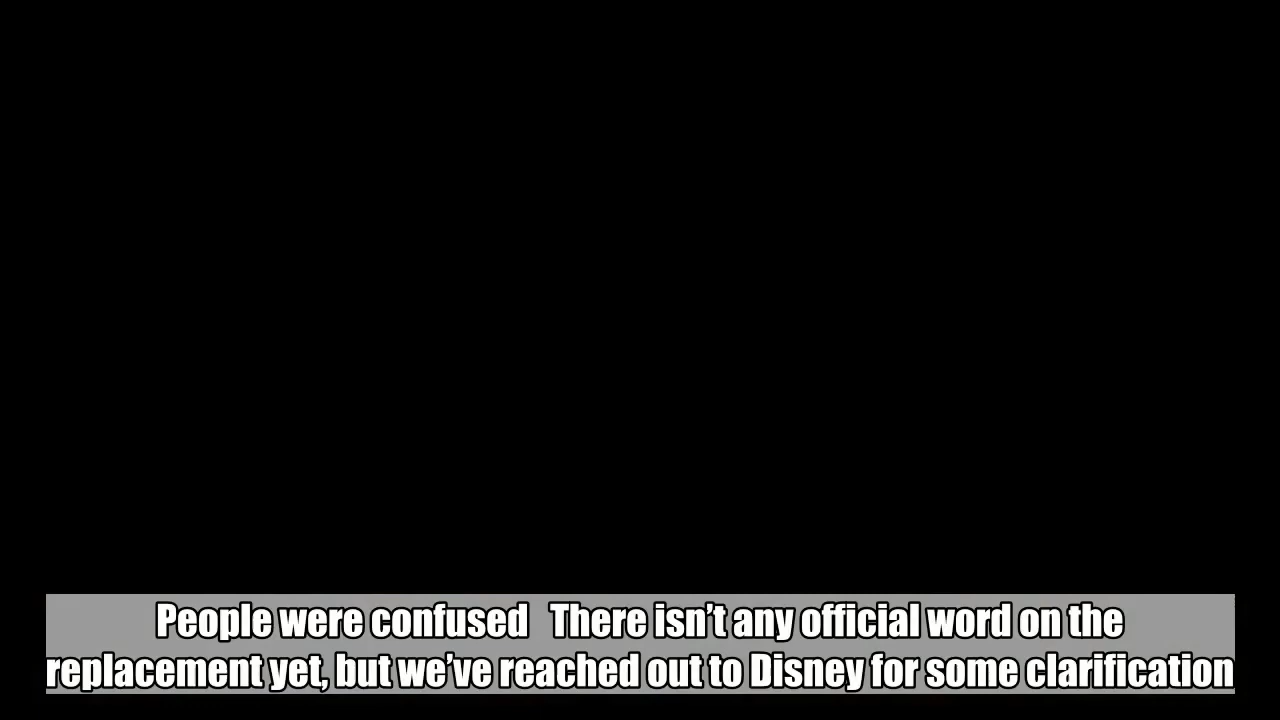 People were confused   There isn’t any official word on the
replacement yet, but we’ve reached out to Disney for some clarification